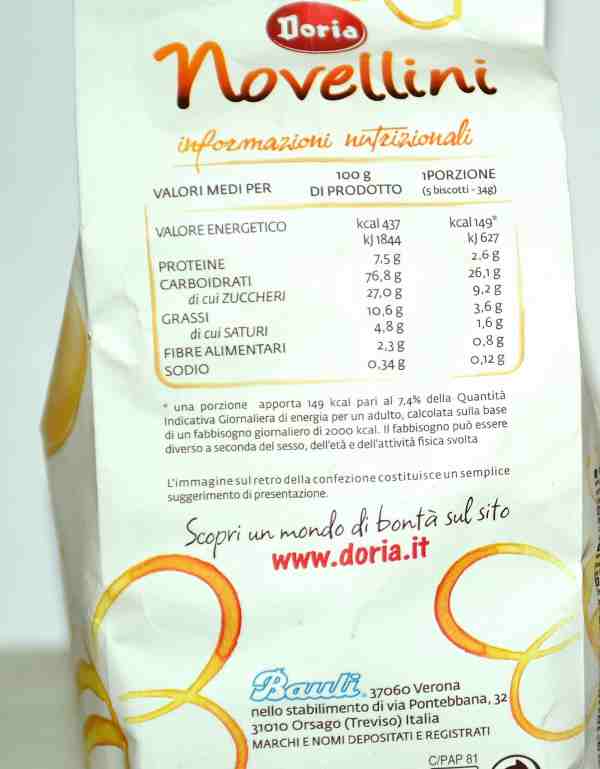 Doria
Novellini
informazioni nutrizionali
VALORI MEDI PER 100 g DI PRODOTTO 1PORZIONE (5 biscotti - 34g)
VALORE ENERGETICO kcal 437 kcal 149*
kJ 1844 kJ 627
PROTEINE 7,5 g 2,6 g
CARBOIDRATI 76,8 g 26,1 g
di cui ZUCCHERI 27,0 g 9,2 g
GRASSI 10,6 g 3,6 g
di cui SATURI 4,8 g 1,6 g
FIBRE ALIMENTARI 2,3 g 0,8 g
SODIO 0,34 g 0,12 g
* una porzione apporta 149 kcal pari al 7,4% della Quantità
Indicativa Giornaliera di energia per un adulto, calcolata sulla base
di un fabbisogno giornaliero di 2000 kcal. Il fabbisogno può essere
diverso a seconda del sesso, dell'età e dell'attività fisica svolta
L'immagine sul retro della confezione costituisce un semplice
suggerimento di presentazione.
Scopri un mondo di bontà sul sito
www.doria.it
Bauli 37060 Verona
nello stabilimento di via Pontebbana, 32
31010 Orsago (Treviso) Italia
MARCHI E NOMI DEPOSITATI E REGISTRATI
C/PAP 81